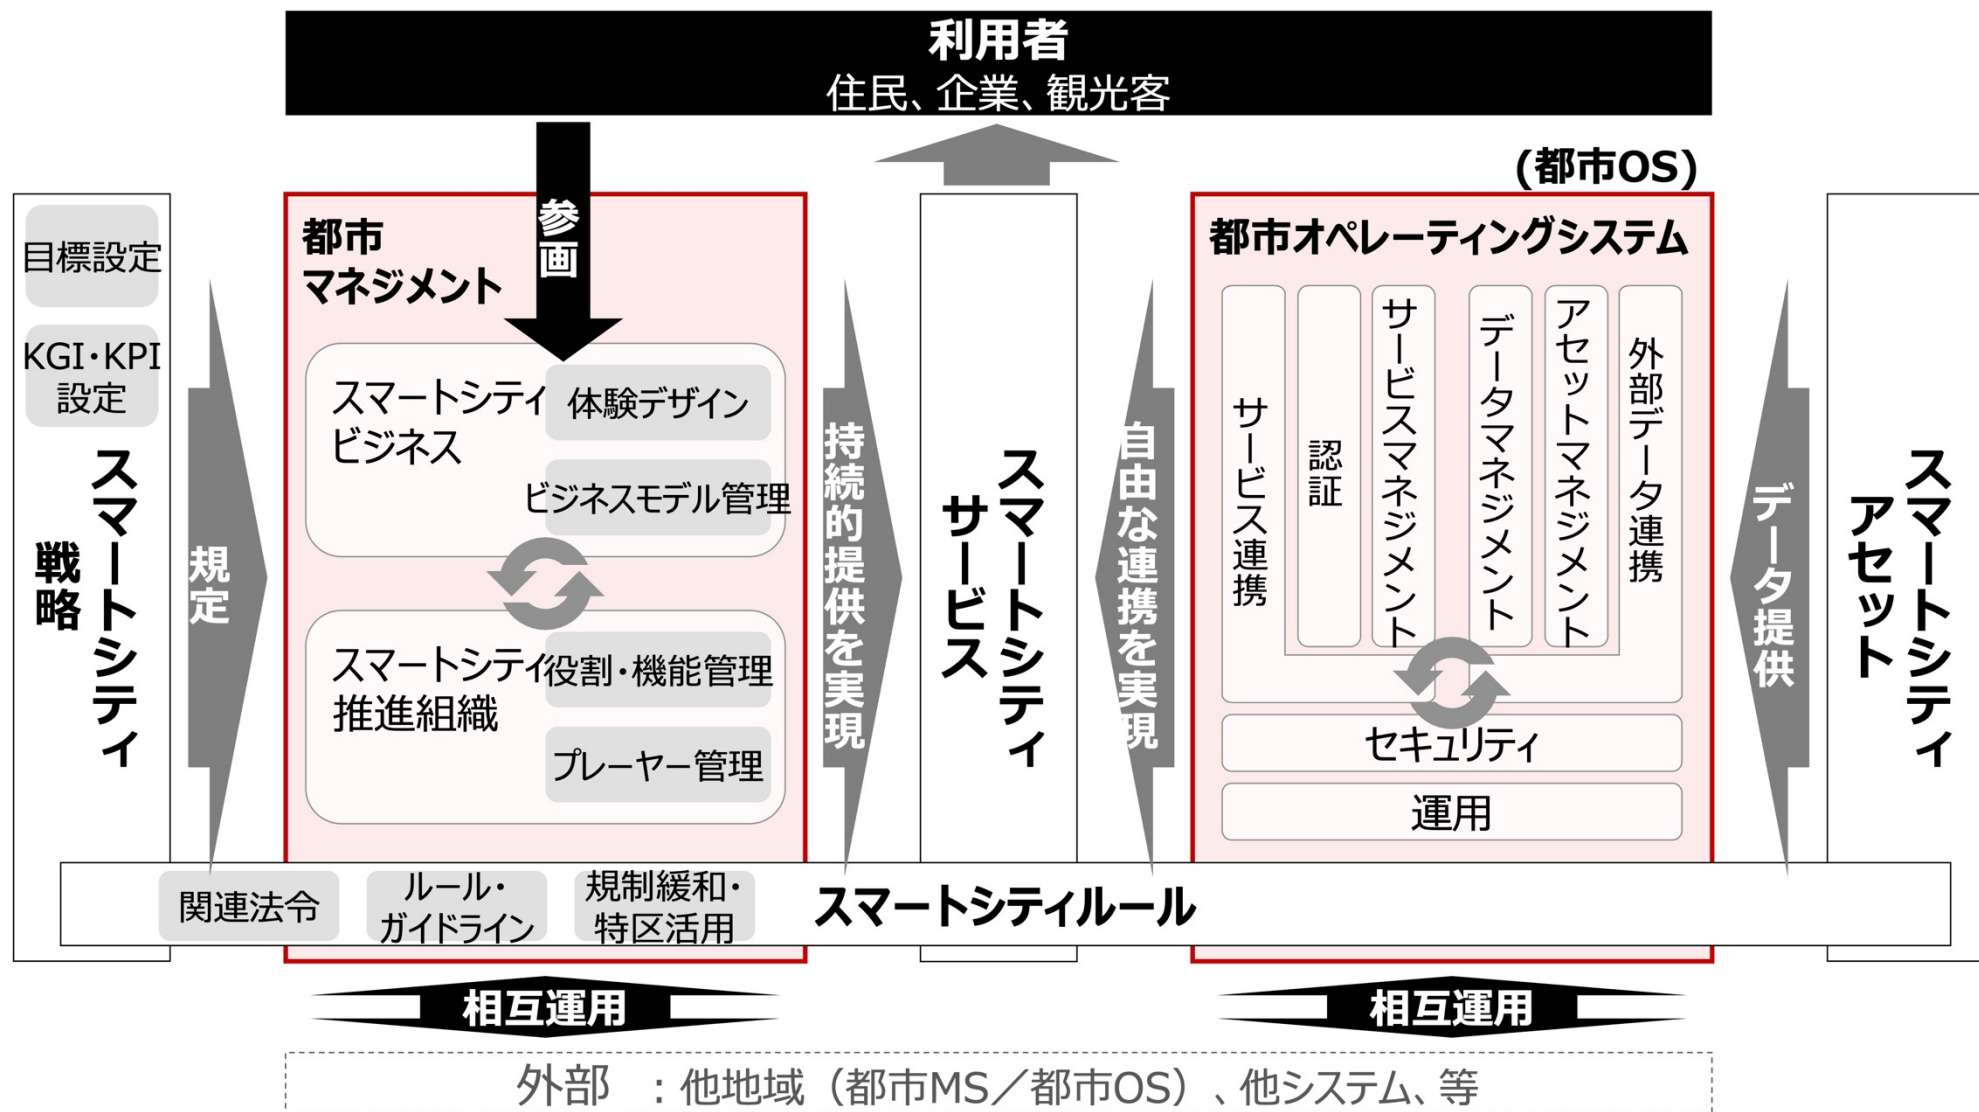 利用者
住民、企業、観光客
参画
(都市OS)
目標設定
KGI・KPI
設定
スマートシティ
戦略
規定
都市
マネジメント
スマートシティ
ビジネス
体験デザイン
ビジネスモデル管理
スマートシティ
推進組織
役割・機能管理
プレーヤー管理
持続的提供を実現
スマートシティ
サービス
自由な連携を実現
都市オペレーティングシステム
サービス連携
認証
サービスマネジメント
データマネジメント
アセットマネジメント
外部データ連携
セキュリティ
運用
データ提供
スマートシティ
アセット
関連法令
ルール・
ガイドライン
規制緩和・
特区活用
スマートシティルール
相互運用
相互運用
外部 ：他地域（都市MS／都市OS）、他システム、等